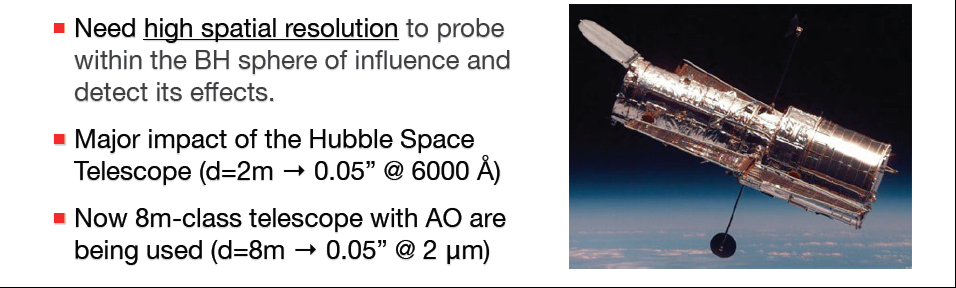 Need high spatial resolution to probe
within the BH sphere of influence and
detect its effects.
Major impact of the Hubble Space
Telescope (d=2m → 0.05” @ 6000 Å)
Now 8m-class telescope with AO are
being used (d=8m → 0.05” @ 2 μm)